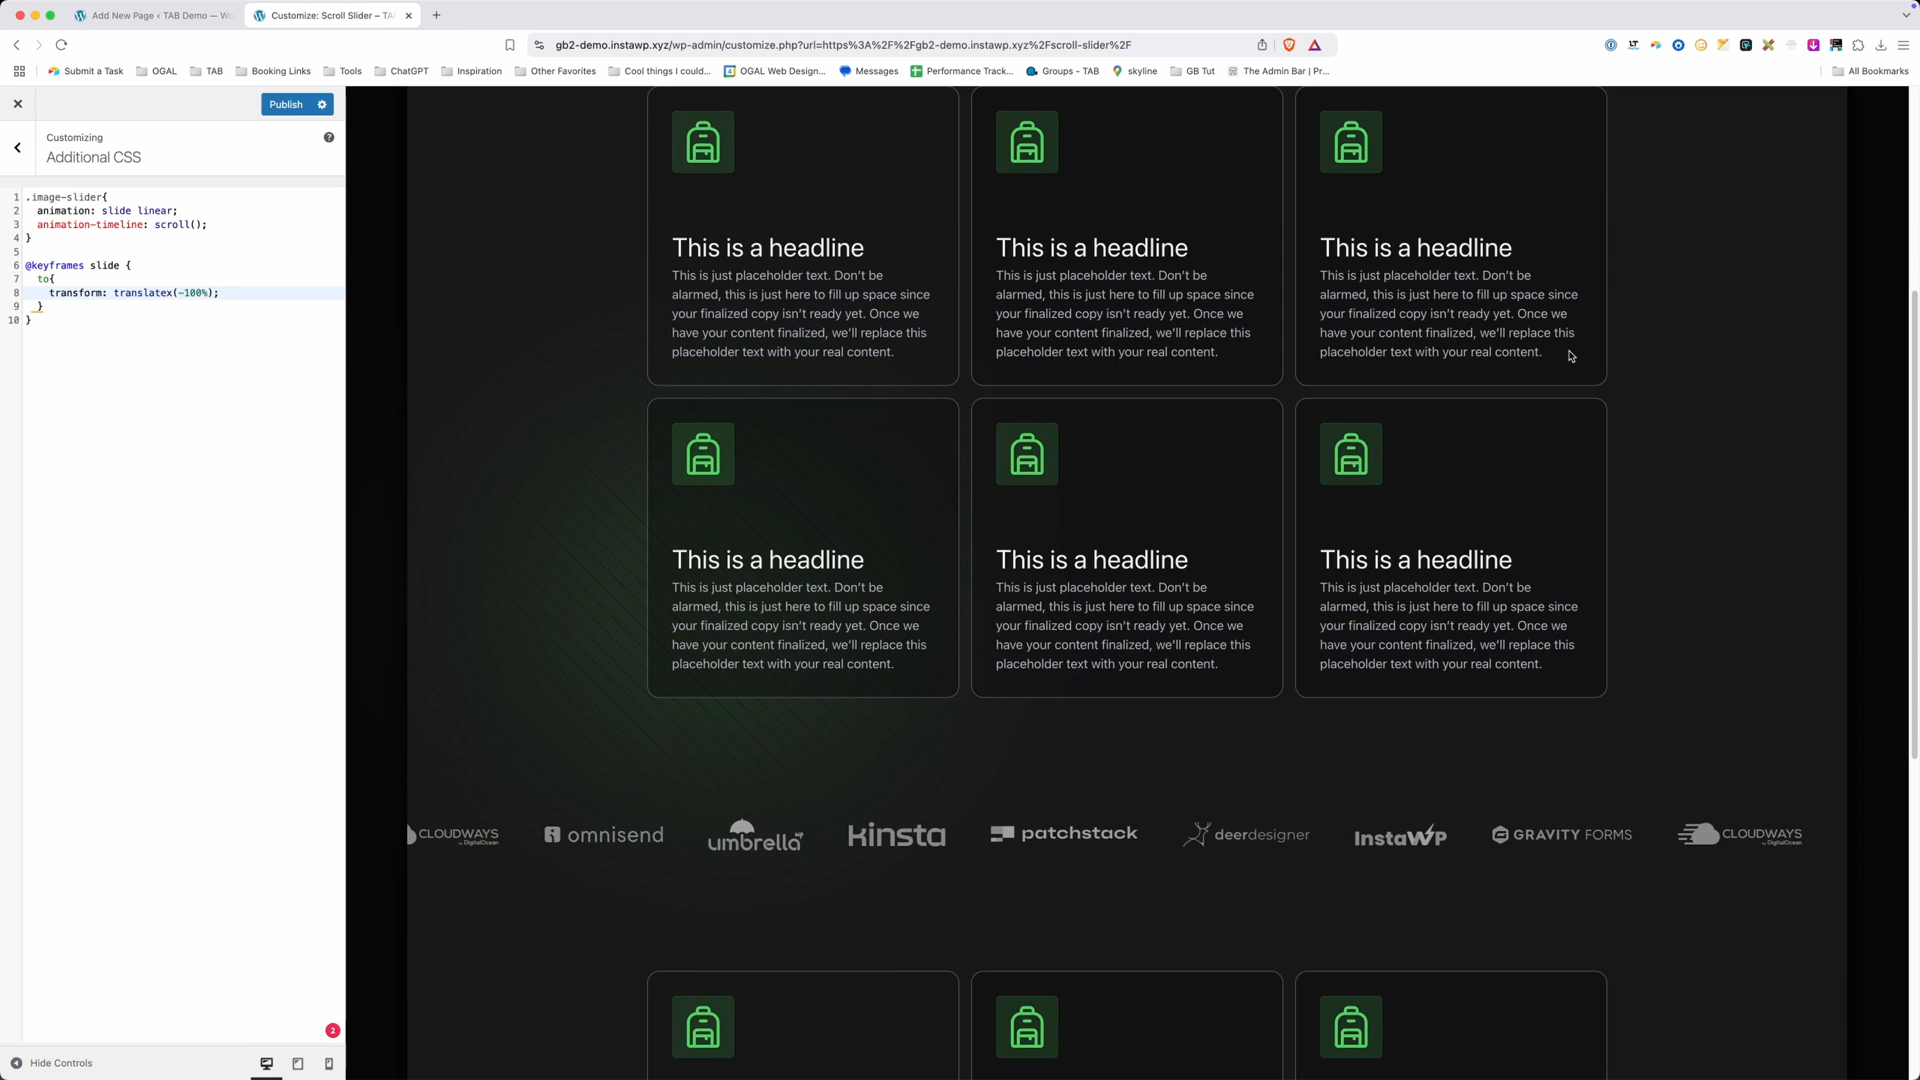 Add New Page ‹ TAB Demo — Wo
Customize: Scroll Slider – TA
gb2-demo.instawp.xyz/wp-admin/customize.php?url=https%3A%2F%2Fgb2-demo.instawp.xyz%2Fscroll-slider%2F
Submit a Task
OGAL
TAB
Booking Links
Tools
ChatGPT
Inspiration
Other Favorites
Cool things I could...
OGAL Web Design...
Messages
Performance Track...
Groups - TAB
skyline
GB Tut
The Admin Bar | Pr...
All Bookmarks
Publish
Customizing
Additional CSS
1 .image-slider{
2 animation: slide linear;
3 animation-timeline: scroll();
4 }
5
6 @keyframes slide {
7 to{
8 transform: translatex(-100%);
9 }
10 }
2
Hide Controls
This is a headline
This is just placeholder text. Don't be
alarmed, this is just here to fill up space since
your finalized copy isn't ready yet. Once we
have your content finalized, we'll replace this
placeholder text with your real content.
This is a headline
This is just placeholder text. Don't be
alarmed, this is just here to fill up space since
your finalized copy isn't ready yet. Once we
have your content finalized, we'll replace this
placeholder text with your real content.
This is a headline
This is just placeholder text. Don't be
alarmed, this is just here to fill up space since
your finalized copy isn't ready yet. Once we
have your content finalized, we'll replace this
placeholder text with your real content.
This is a headline
This is just placeholder text. Don't be
alarmed, this is just here to fill up space since
your finalized copy isn't ready yet. Once we
have your content finalized, we'll replace this
placeholder text with your real content.
This is a headline
This is just placeholder text. Don't be
alarmed, this is just here to fill up space since
your finalized copy isn't ready yet. Once we
have your content finalized, we'll replace this
placeholder text with your real content.
This is a headline
This is just placeholder text. Don't be
alarmed, this is just here to fill up space since
your finalized copy isn't ready yet. Once we
have your content finalized, we'll replace this
placeholder text with your real content.
CLOUDWAYS
by DigitalOcean
omnisend
umbrella WP
Kinsta
patchstack
deerdesigner
InstaWP
GRAVITY FORMS
CLOUDWAYS
by DigitalOcean